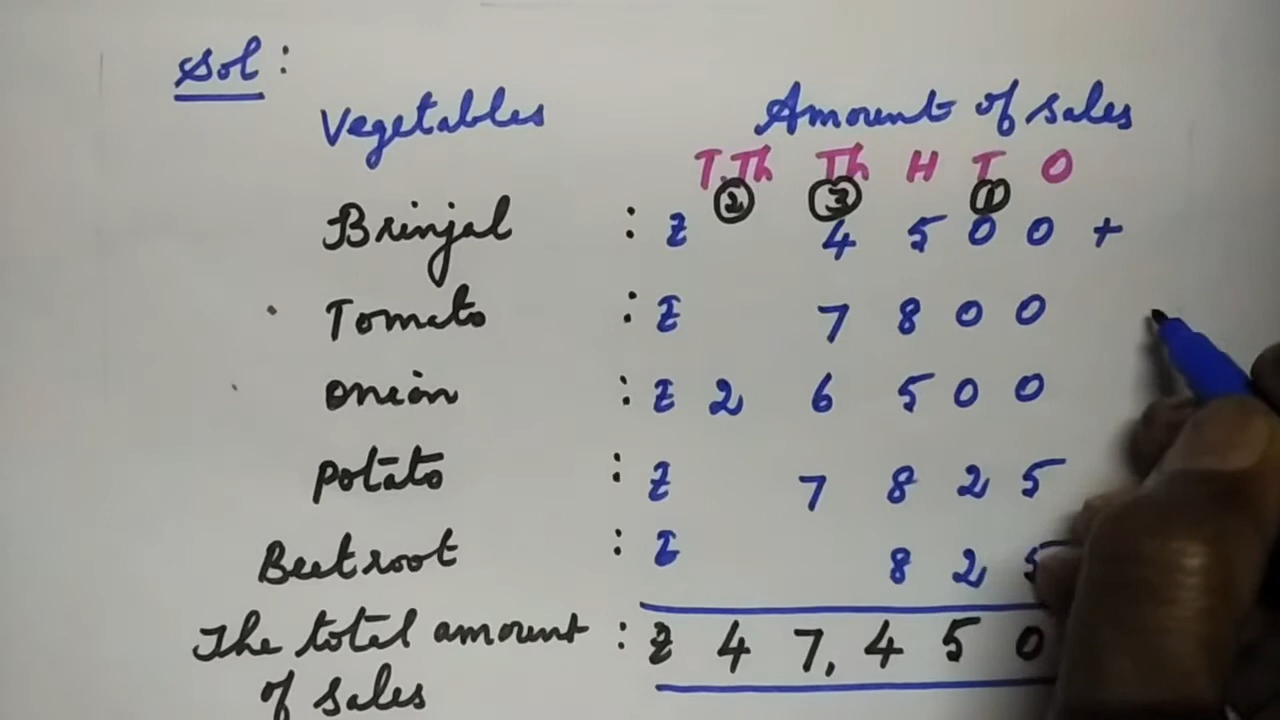 Sol :
Vegetables Amount of sales
T.Th Th H T O
2 3 1
Brinjal : ₹ 4 5 0 0 +
Tomato : ₹ 7 8 0 0
onion : ₹ 2 6 5 0 0
potato : ₹ 7 8 2 5
Beetroot : ₹ 8 2 5
The total amount : ₹ 4 7, 4 5 0
of sales